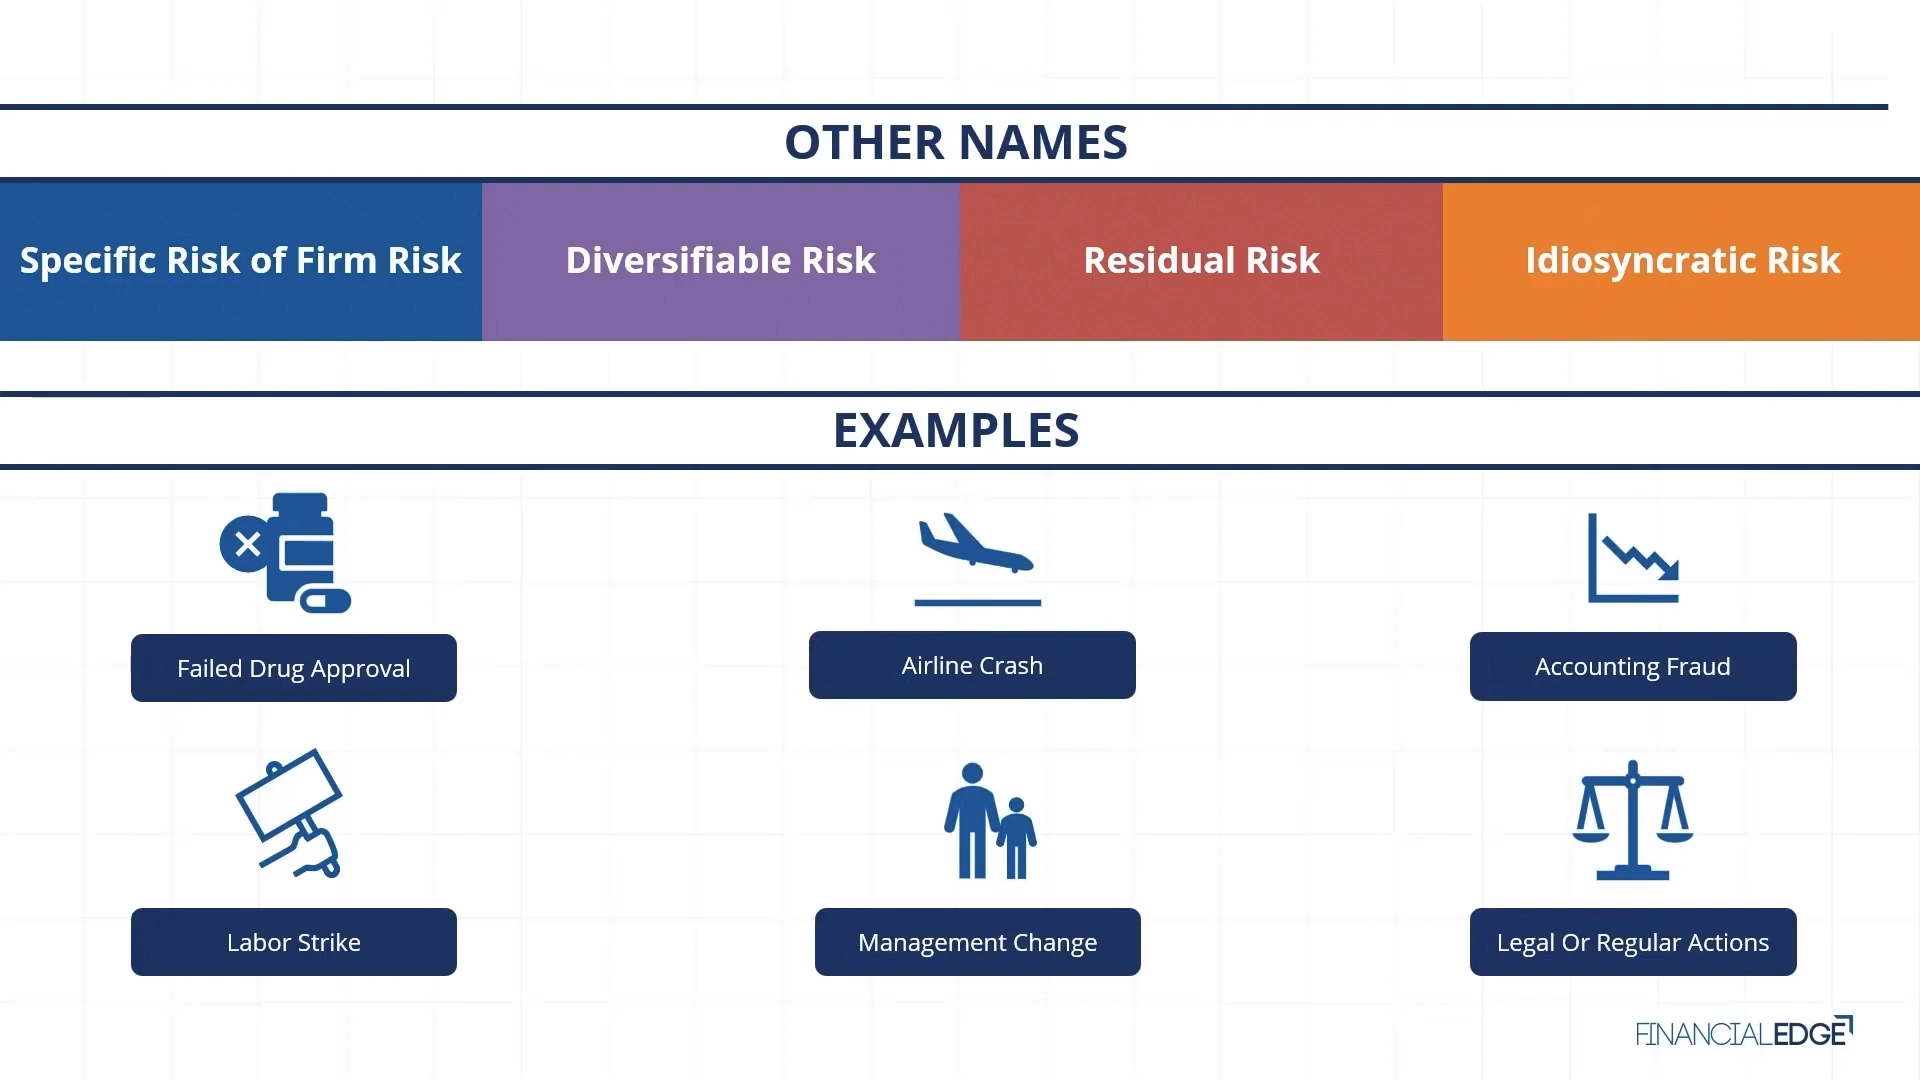 OTHER NAMES
Specific Risk of Firm Risk
Diversifiable Risk
Residual Risk
Idiosyncratic Risk
EXAMPLES
Failed Drug Approval
Airline Crash
Accounting Fraud
Labor Strike
Management Change
Legal Or Regular Actions
FINANCIALEDGE